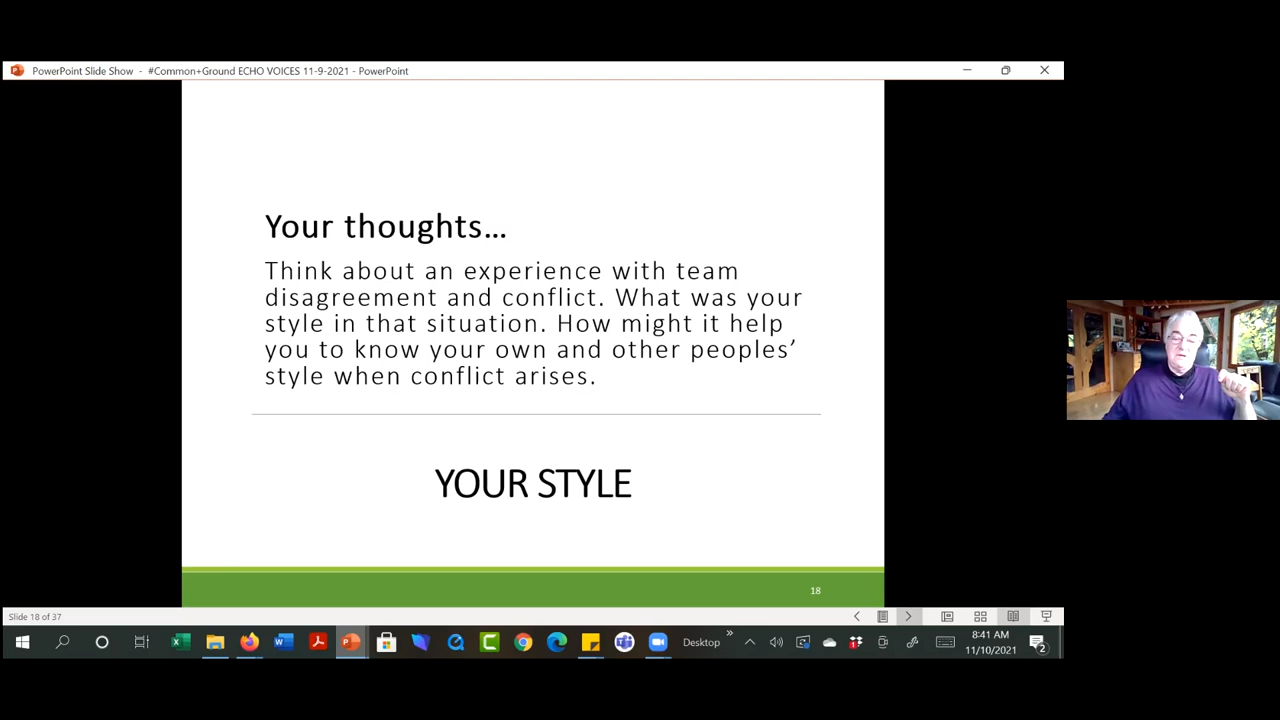 PowerPoint Slide Show - #Common+Ground ECHO VOICES 11-9-2021 - PowerPoint
Your thoughts…
Think about an experience with team
disagreement and conflict. What was your
style in that situation. How might it help
you to know your own and other peoples’
style when conflict arises.
YOUR STYLE
18
Slide 18 of 37
Desktop
8:41 AM
11/10/2021
2